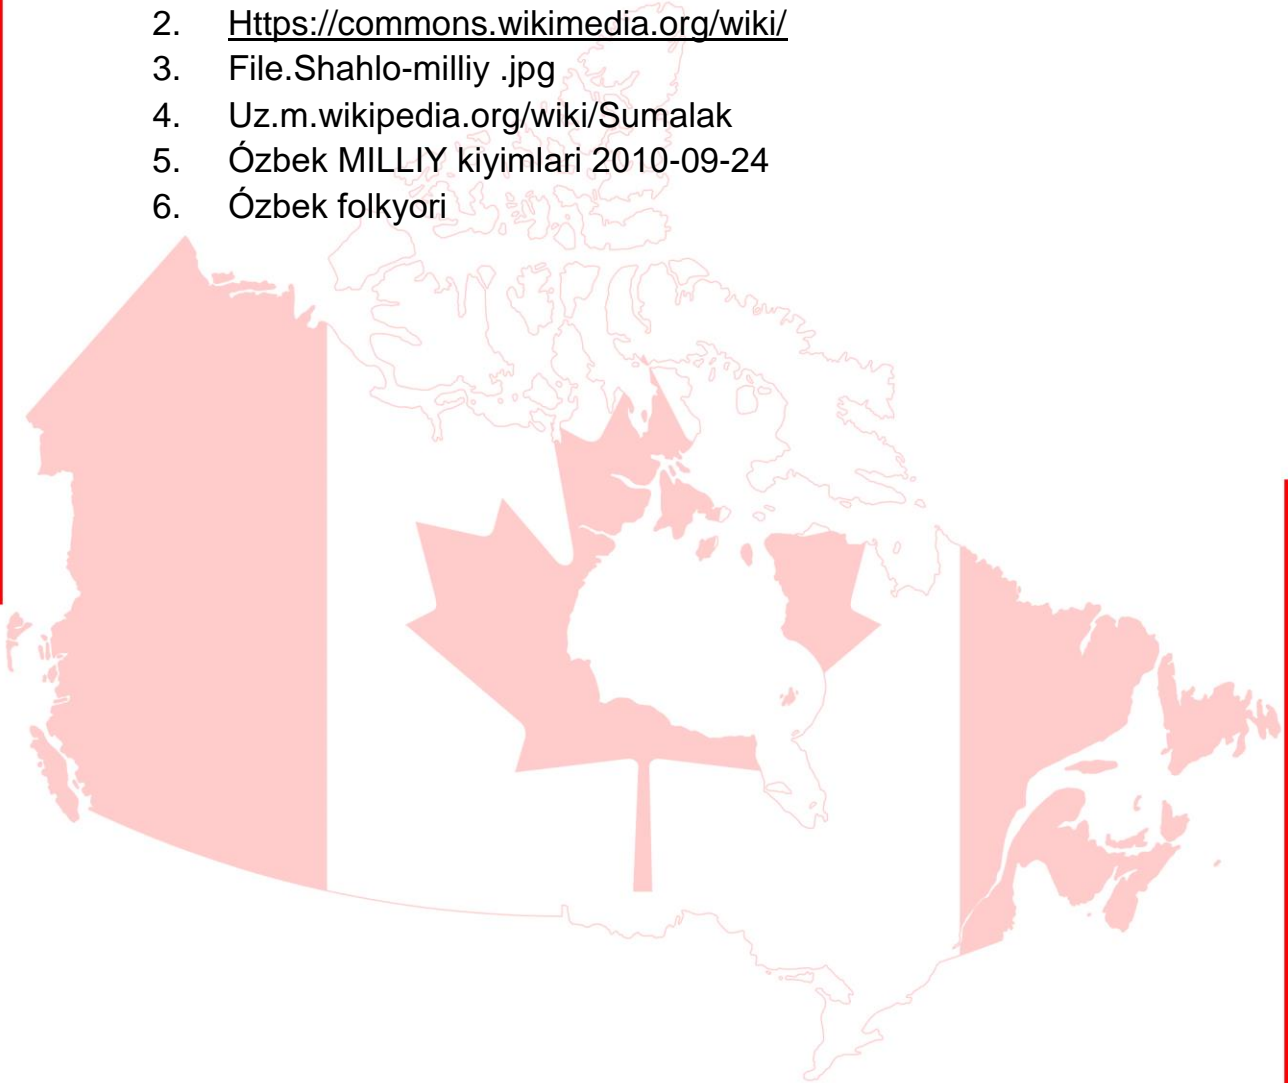 2. Https://commons.wikimedia.org/wiki/
3. File.Shahlo-milliy .jpg
4. Uz.m.wikipedia.org/wiki/Sumalak
5. Ózbek MILLIY kiyimlari 2010-09-24
6. Ózbek folkyori